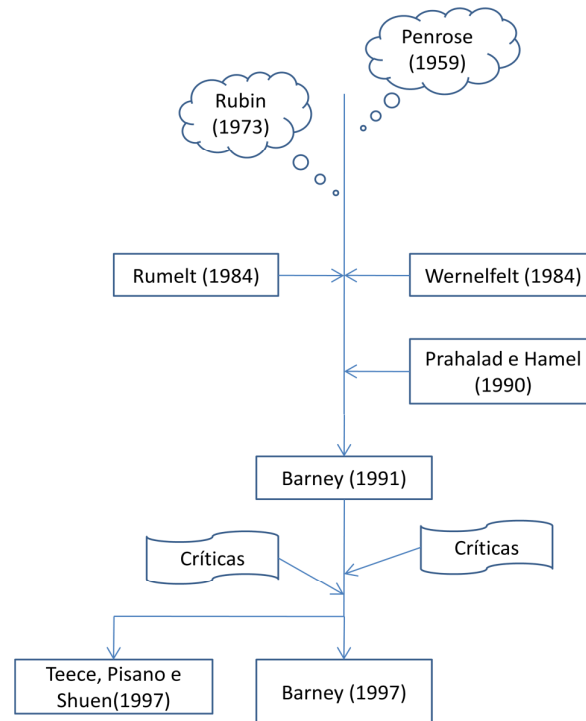 Penrose
(1959)
Rubin
(1973)
Rumelt (1984)
Wernelfelt (1984)
Prahalad e Hamel
(1990)
Barney (1991)
Críticas
Críticas
Teece, Pisano e
Shuen(1997)
Barney (1997)